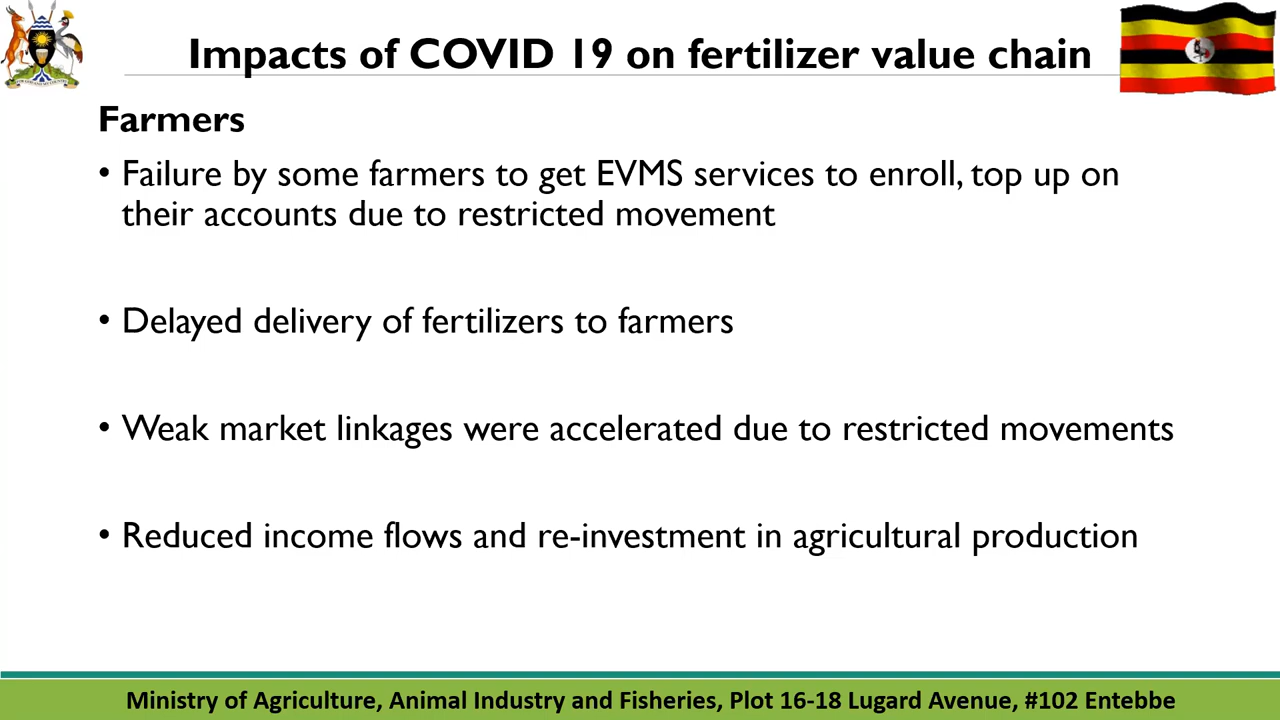 Impacts of COVID 19 on fertilizer value chain
Farmers
• Failure by some farmers to get EVMS services to enroll, top up on
their accounts due to restricted movement
• Delayed delivery of fertilizers to farmers
• Weak market linkages were accelerated due to restricted movements
• Reduced income flows and re-investment in agricultural production
Ministry of Agriculture, Animal Industry and Fisheries, Plot 16-18 Lugard Avenue, #102 Entebbe